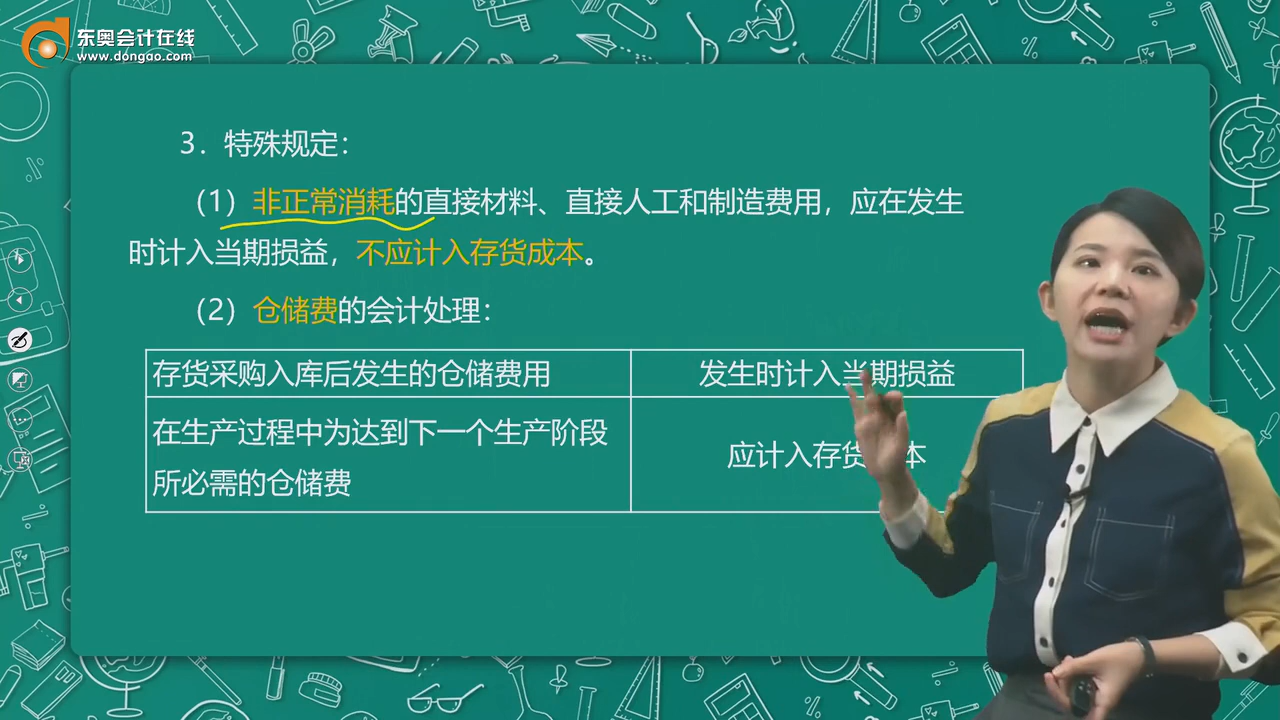 东奥会计在线
www.dongao.com
3．特殊规定：
（1）非正常消耗的直接材料、直接人工和制造费用，应在发生
时计入当期损益，不应计入存货成本。
（2）仓储费的会计处理：
存货采购入库后发生的仓储费用
发生时计入当期损益
在生产过程中为达到下一个生产阶段
所必需的仓储费
应计入存货 本